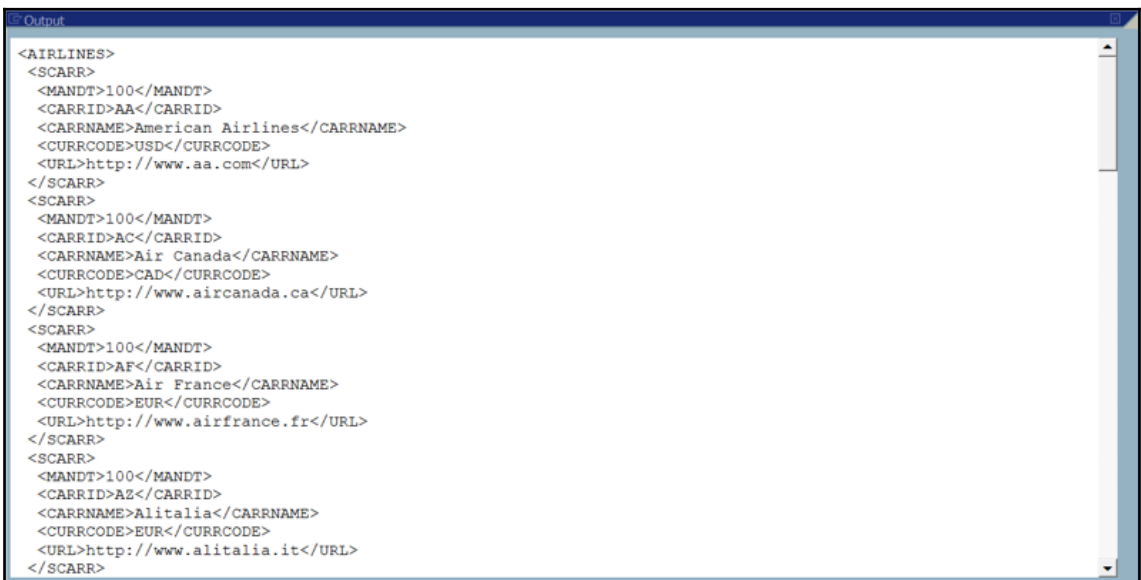 Output
<AIRLINES>
<SCARR>
<MANDT>100</MANDT>
<CARRID>AA</CARRID>
<CARRNAME>American Airlines</CARRNAME>
<CURRCODE>USD</CURRCODE>
<URL>http://www.aa.com</URL>
</SCARR>
<SCARR>
<MANDT>100</MANDT>
<CARRID>AC</CARRID>
<CARRNAME>Air Canada</CARRNAME>
<CURRCODE>CAD</CURRCODE>
<URL>http://www.aircanada.ca</URL>
</SCARR>
<SCARR>
<MANDT>100</MANDT>
<CARRID>AF</CARRID>
<CARRNAME>Air France</CARRNAME>
<CURRCODE>EUR</CURRCODE>
<URL>http://www.airfrance.fr</URL>
</SCARR>
<SCARR>
<MANDT>100</MANDT>
<CARRID>AZ</CARRID>
<CARRNAME>Alitalia</CARRNAME>
<CURRCODE>EUR</CURRCODE>
<URL>http://www.alitalia.it</URL>
</SCARR>